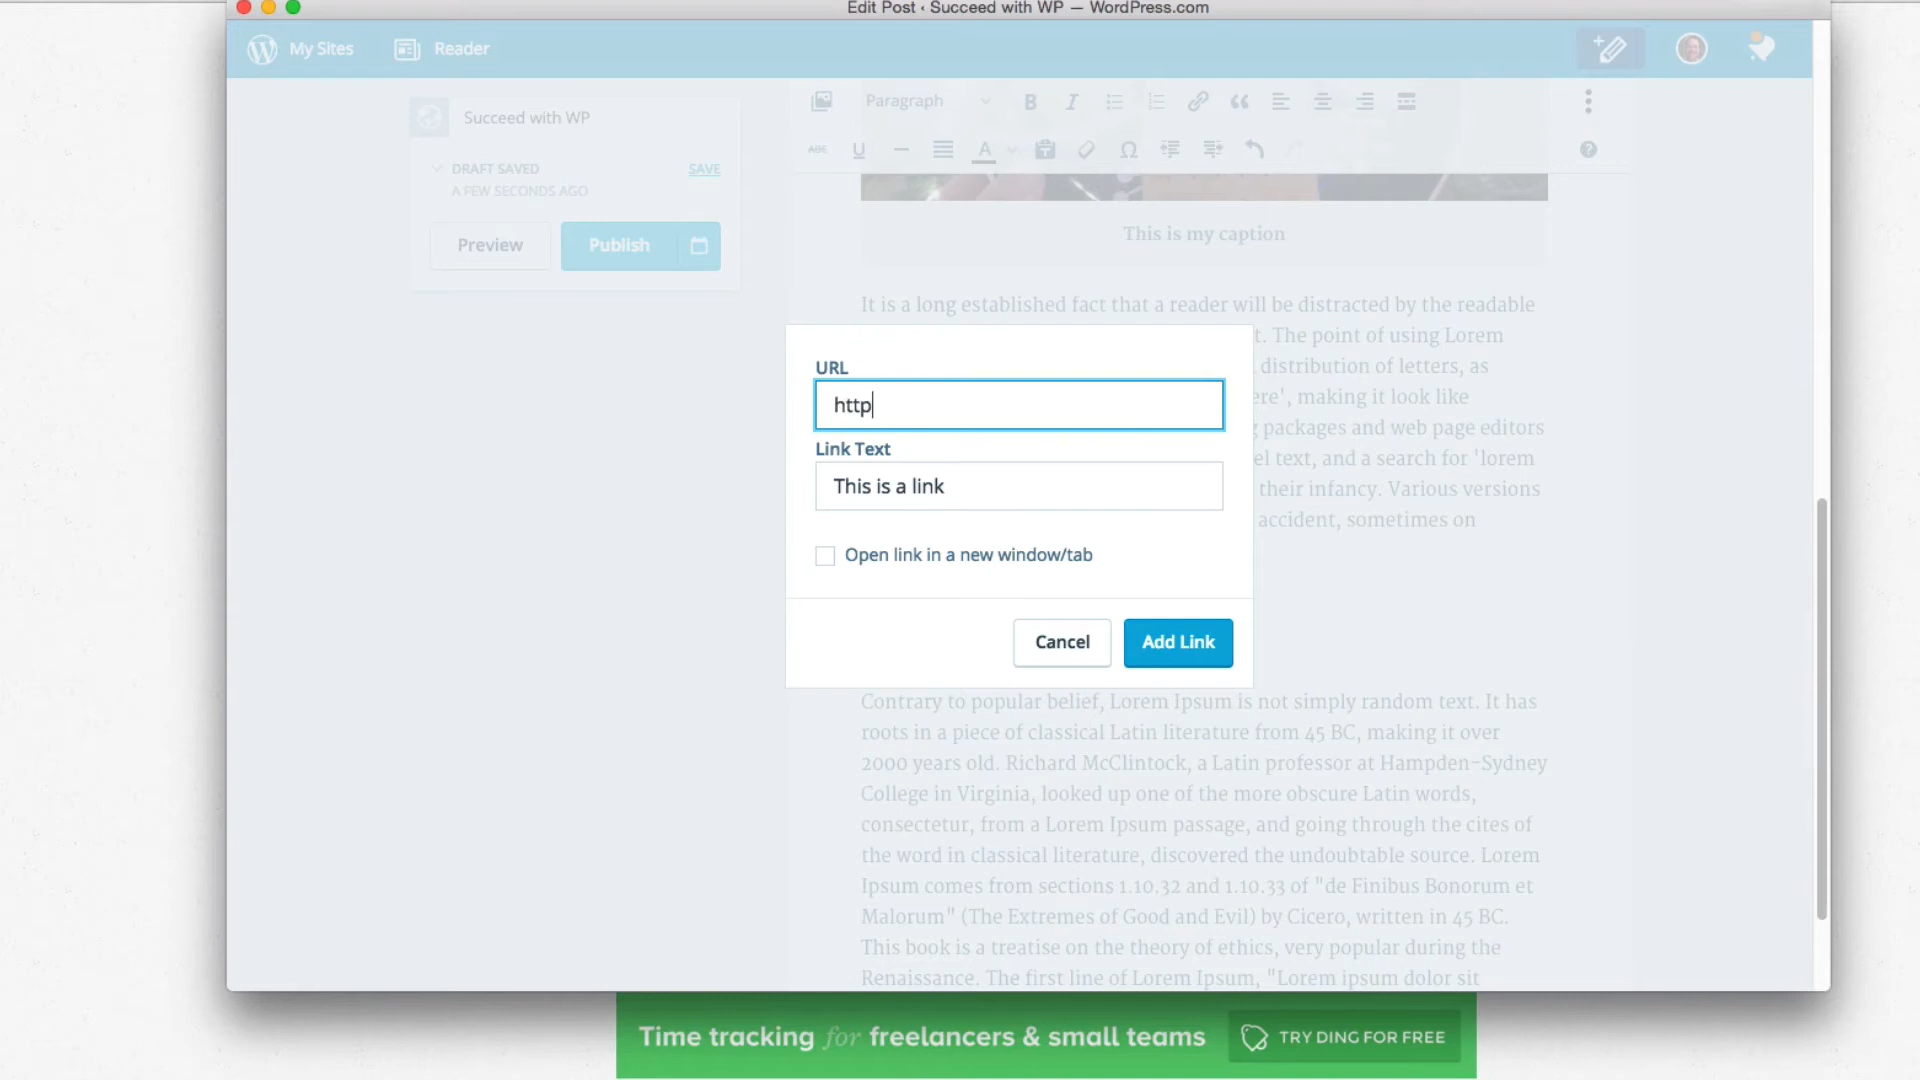 Edit Post ‹ Succeed with WP — WordPress.com
My Sites
Reader
Succeed with WP
DRAFT SAVED
SAVE
A FEW SECONDS AGO
Preview
Publish
Paragraph
B I
ABC U A Ω
This is my caption
It is a long established fact that a reader will be distracted by the readable
t. The point of using Lorem
distribution of letters, as
ere', making it look like
g packages and web page editors
el text, and a search for 'lorem
their infancy. Various versions
accident, sometimes on
URL
http
Link Text
This is a link
Open link in a new window/tab
Cancel
Add Link
Contrary to popular belief, Lorem Ipsum is not simply random text. It has
roots in a piece of classical Latin literature from 45 BC, making it over
2000 years old. Richard McClintock, a Latin professor at Hampden-Sydney
College in Virginia, looked up one of the more obscure Latin words,
consectetur, from a Lorem Ipsum passage, and going through the cites of
the word in classical literature, discovered the undoubtable source. Lorem
Ipsum comes from sections 1.10.32 and 1.10.33 of "de Finibus Bonorum et
Malorum" (The Extremes of Good and Evil) by Cicero, written in 45 BC.
This book is a treatise on the theory of ethics, very popular during the
Renaissance. The first line of Lorem Ipsum, "Lorem ipsum dolor sit
Time tracking for freelancers & small teams
TRY DING FOR FREE